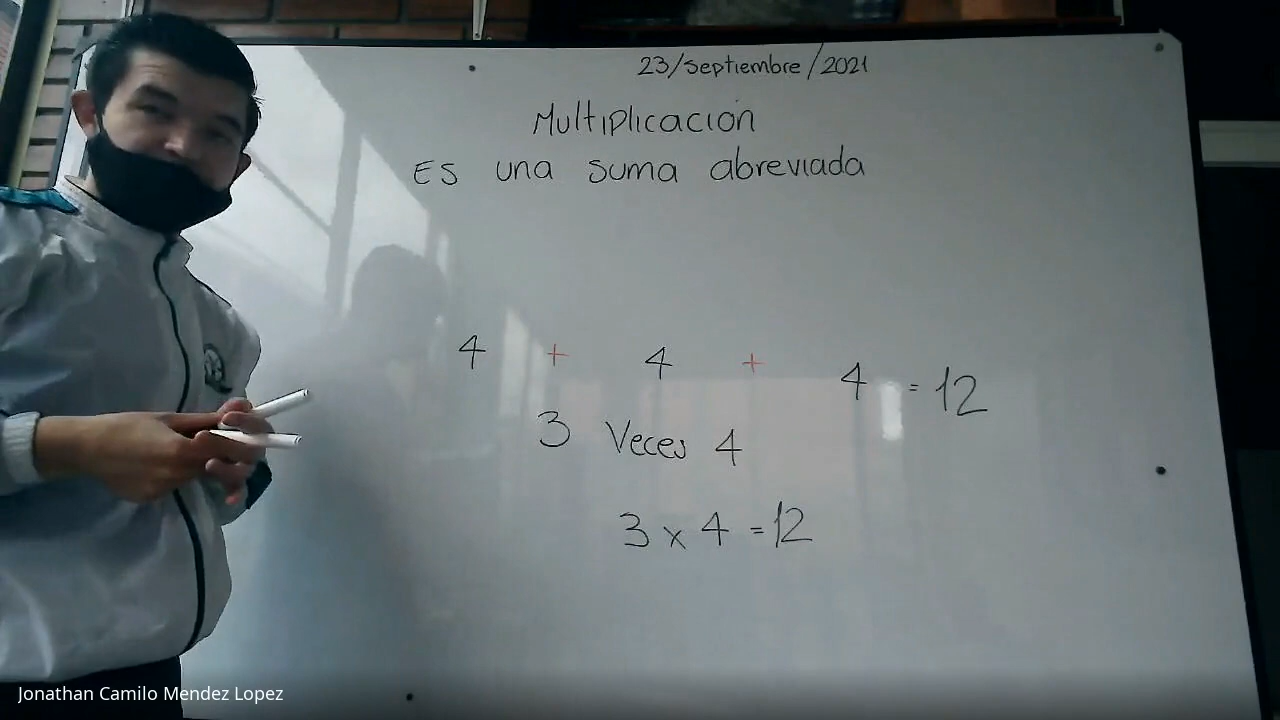 23/Septiembre/2021
Multiplicación
Es una suma abreviada
4 + 4 + 4 = 12
3 Veces 4
3 x 4 = 12
Jonathan Camilo Mendez Lopez